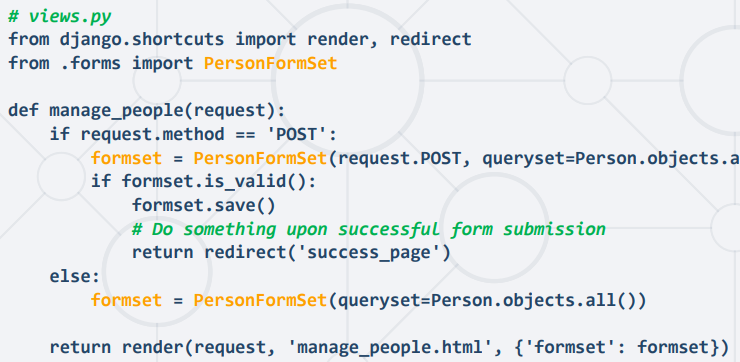 # views.py
from django.shortcuts import render, redirect
from .forms import PersonFormSet
def manage_people(request):
    if request.method == 'POST':
        formset = PersonFormSet(request.POST, queryset=Person.objects.a
        if formset.is_valid():
            formset.save()
            # Do something upon successful form submission
            return redirect('success_page')
    else:
        formset = PersonFormSet(queryset=Person.objects.all())
    return render(request, 'manage_people.html', {'formset': formset})